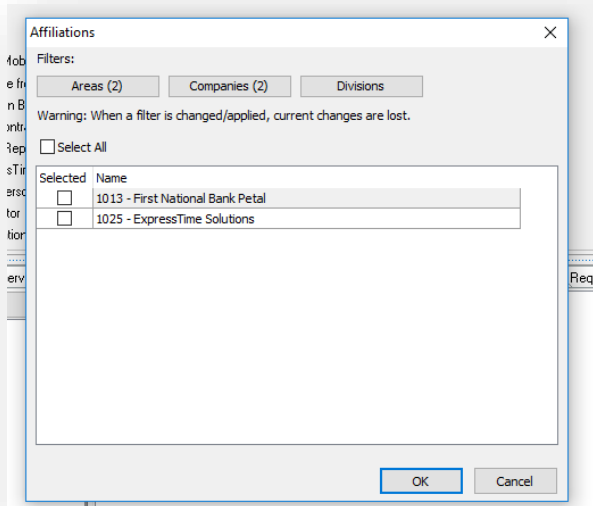 Affiliations
Filters:
Areas (2) Companies (2) Divisions
Warning: When a filter is changed/applied, current changes are lost.
Select All
Selected Name
1013 - First National Bank Petal
1025 - ExpressTime Solutions
OK Cancel
Req